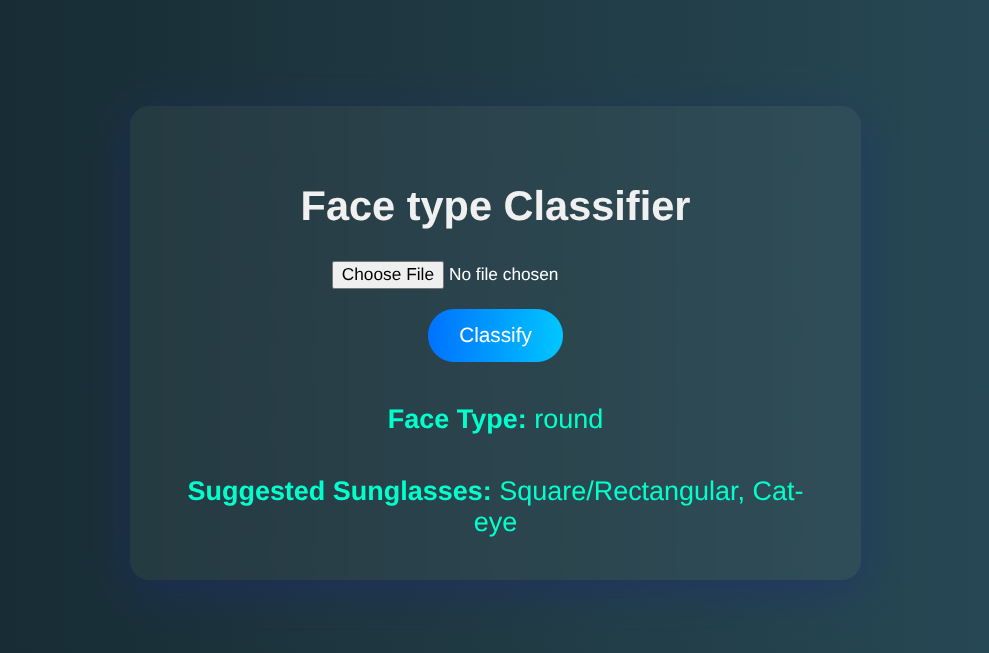 Face type Classifier
Choose File No file chosen
Classify
Face Type: round
Suggested Sunglasses: Square/Rectangular, Cat-
eye